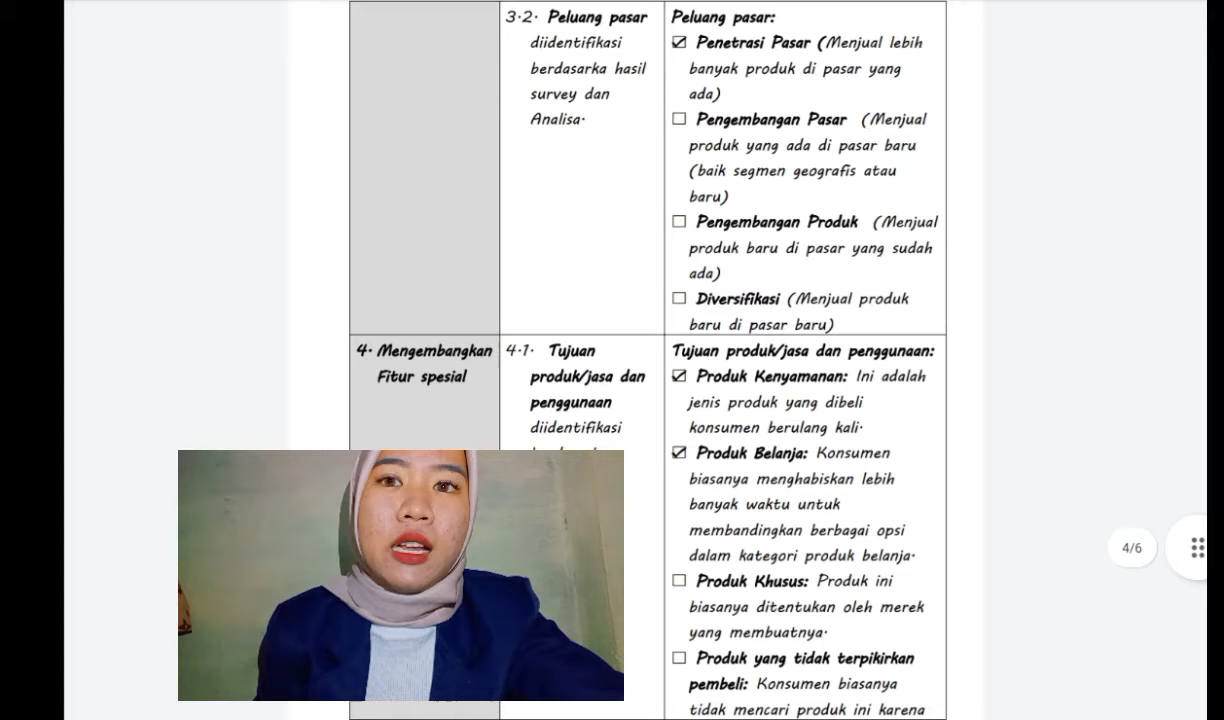 3.2. Peluang pasar
diidentifikasi
berdasarka hasil
survey dan
Analisa.
Peluang pasar:
☑ Penetrasi Pasar (Menjual lebih
banyak produk di pasar yang
ada)
☐ Pengembangan Pasar (Menjual
produk yang ada di pasar baru
(baik segmen geografis atau
baru)
☐ Pengembangan Produk (Menjual
produk baru di pasar yang sudah
ada)
☐ Diversifikasi (Menjual produk
baru di pasar baru)
4. Mengembangkan
Fitur spesial
4.1. Tujuan
produk/jasa dan
penggunaan
diidentifikasi
Tujuan produk/jasa dan penggunaan:
☑ Produk Kenyamanan: Ini adalah
jenis produk yang dibeli
konsumen berulang kali.
☑ Produk Belanja: Konsumen
biasanya menghabiskan lebih
banyak waktu untuk
membandingkan berbagai opsi
dalam kategori produk belanja.
☐ Produk Khusus: Produk ini
biasanya ditentukan oleh merek
yang membuatnya.
☐ Produk yang tidak terpikirkan
pembeli: Konsumen biasanya
tidak mencari produk ini karena
4/6